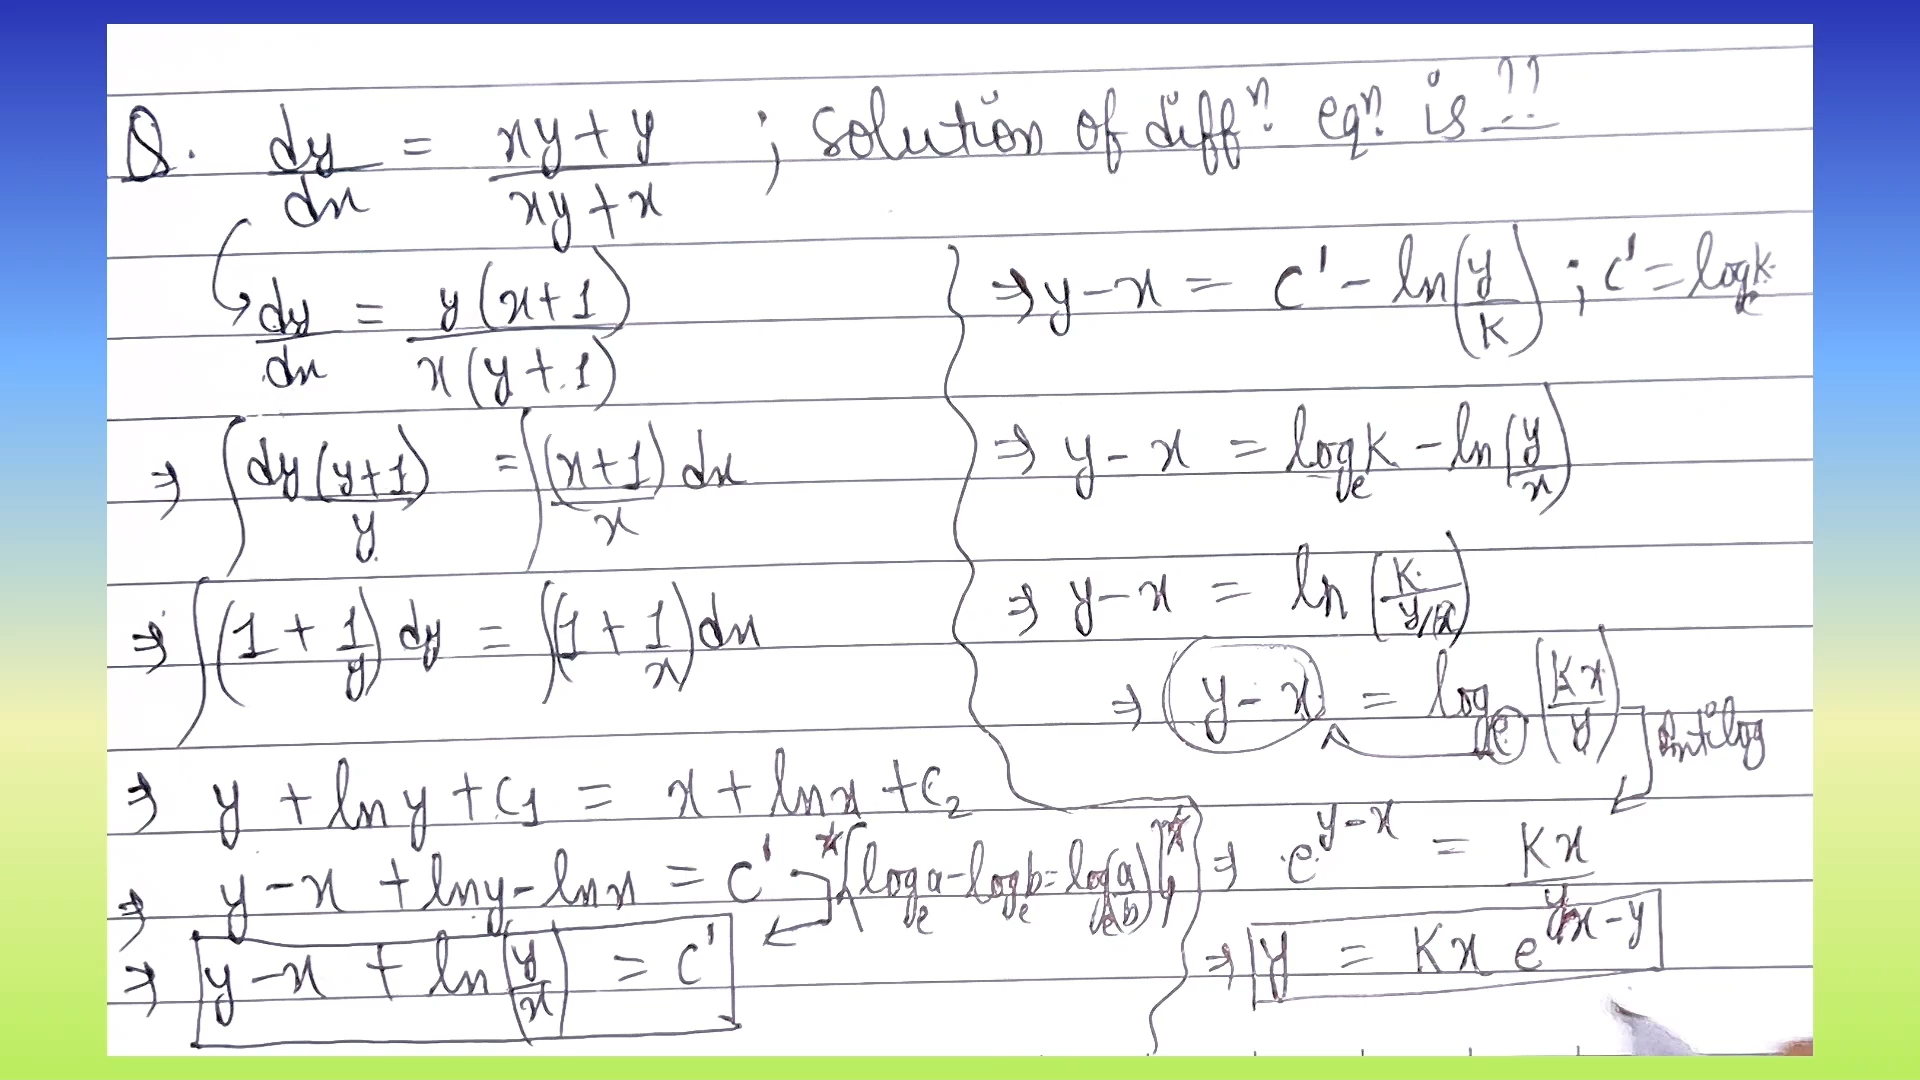 Q. dy/dx = xy+y / xy+x ; solution of diffⁿ. eqⁿ. is ..??
dy/dx = y(x+1) / x(y+1)
⇒ ∫ dy(y+1)/y = ∫ (x+1)/x dx
⇒ ∫ (1 + 1/y) dy = ∫ (1 + 1/x) dx
⇒ y + ln y + C₁ = x + ln x + C₂
⇒ y - x + ln y - ln x = C' * {logₑa - logₑb = logₑ(a/b)} *
⇒ y - x + ln(y/x) = C'
⇒ y - x = C' - ln(y/K) ; C' = logₑK
⇒ y - x = logₑK - ln(y/x)
⇒ y - x = ln (K / y/x)
⇒ y - x = logₑ (Kx/y) Antilog
⇒ e^(y-x) = Kx/y
⇒ y = Kx e^(x-y)